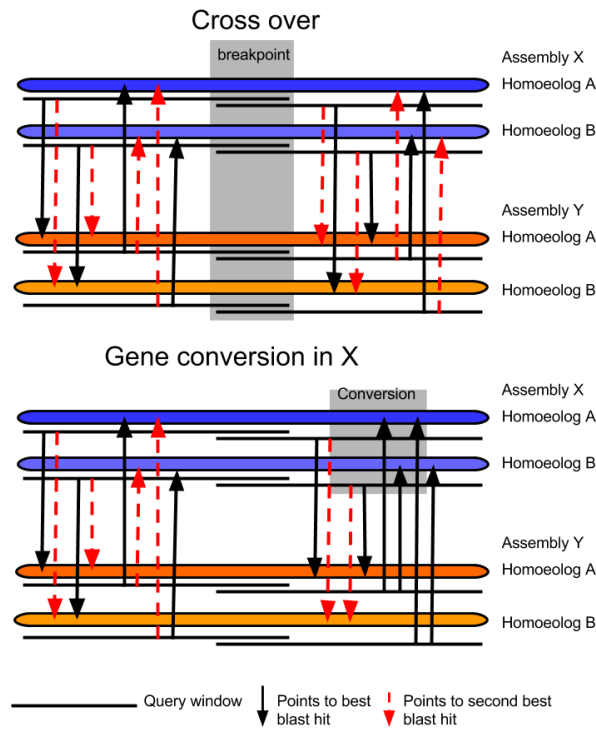 Cross over
breakpoint
Assembly X
Homoeolog A
Homoeolog B
Assembly Y
Homoeolog A
Homoeolog B
Gene conversion in X
Conversion
Assembly X
Homoeolog A
Homoeolog B
Assembly Y
Homoeolog A
Homoeolog B
Query window
Points to best
blast hit
Points to second best
blast hit